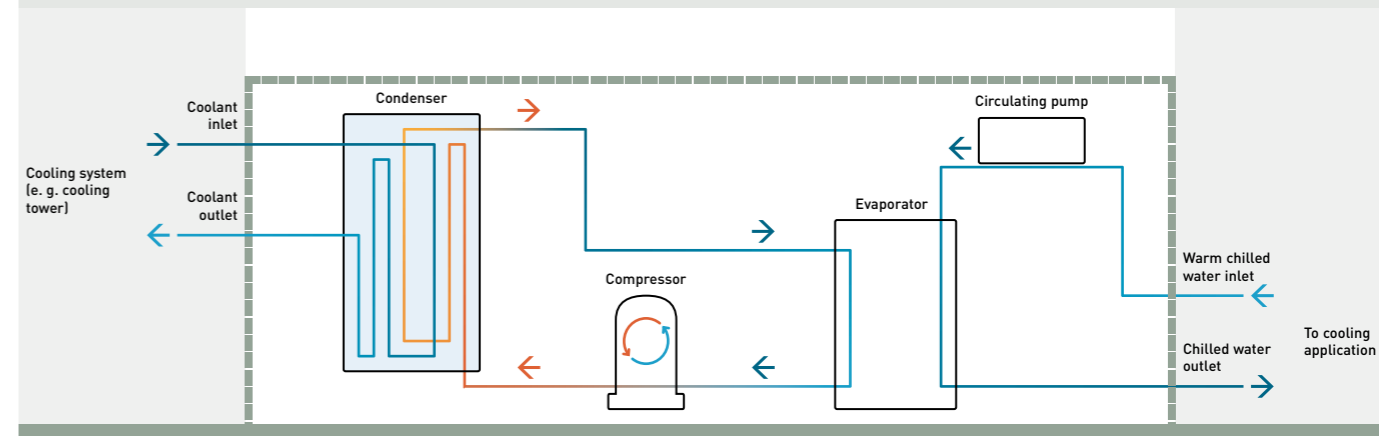 Condenser
Circulating pump
Coolant
inlet
Cooling system
(e. g. cooling
tower)
Coolant
outlet
Evaporator
Compressor
Warm chilled
water inlet
To cooling
application
Chilled water
outlet